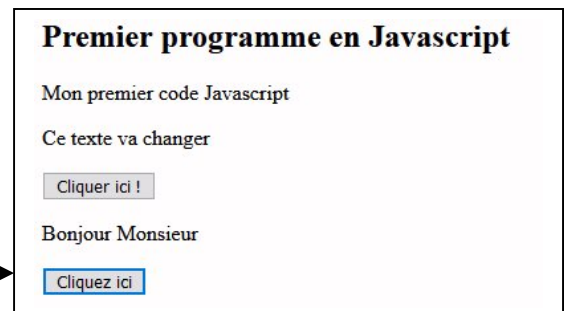 Premier programme en Javascript
Mon premier code Javascript
Ce texte va changer
Cliquer ici !
Bonjour Monsieur
Cliquez ici